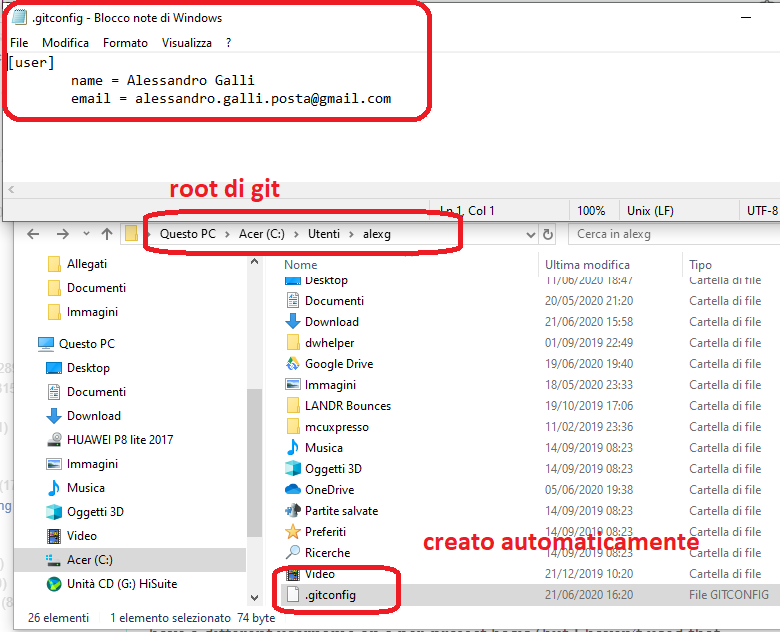 .gitconfig - Blocco note di Windows
File Modifica Formato Visualizza ?
[user]
name = Alessandro Galli
email = alessandro.galli.posta@gmail.com
root di git
Ln 1, Col 1 100% Unix (LF) UTF-8
Questo PC > Acer (C:) > Utenti > alexg
Cerca in alexg
Allegati
Documenti
Immagini
Questo PC
Desktop
Documenti
Download
HUAWEI P8 lite 2017
Immagini
Musica
Oggetti 3D
Video
Acer (C:)
Unità CD (G:) HiSuite
Nome Ultima modifica Tipo
Desktop 11/06/2020 18:47 Cartella di file
Documenti 20/05/2020 21:20 Cartella di file
Download 21/06/2020 15:58 Cartella di file
dwhelper 01/09/2019 22:49 Cartella di file
Google Drive 19/06/2020 19:40 Cartella di file
Immagini 18/05/2020 23:33 Cartella di file
LANDR Bounces 19/10/2019 17:06 Cartella di file
mcuxpresso 11/02/2019 23:36 Cartella di file
Musica 14/09/2019 08:23 Cartella di file
Oggetti 3D 14/09/2019 08:23 Cartella di file
OneDrive 05/06/2020 19:38 Cartella di file
Partite salvate 14/09/2019 08:23 Cartella di file
Preferiti 14/09/2019 08:23 Cartella di file
creato automaticamente
Ricerche 14/09/2019 08:23 Cartella di file
Video 21/12/2019 10:20 Cartella di file
.gitconfig 21/06/2020 16:20 File GITCONFIG
26 elementi 1 elemento selezionato 74 byte